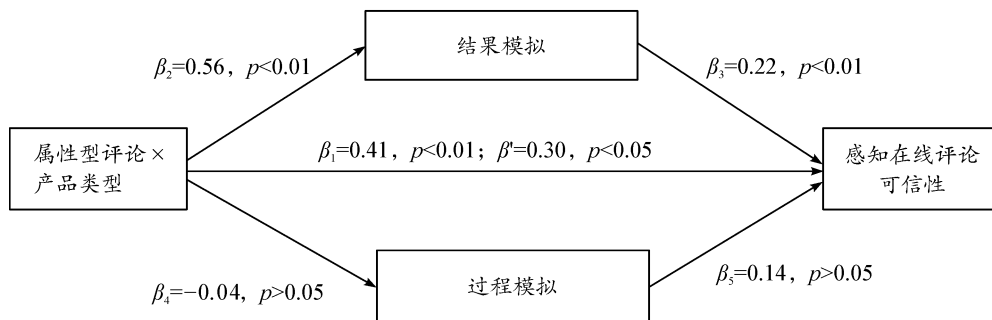 结果模拟
β₂=0.56，p<0.01
β₃=0.22，p<0.01
属性型评论×
产品类型
β₁=0.41，p<0.01；β'=0.30，p<0.05
感知在线评论
可信性
β₄=−0.04，p>0.05
过程模拟
β₅=0.14，p>0.05